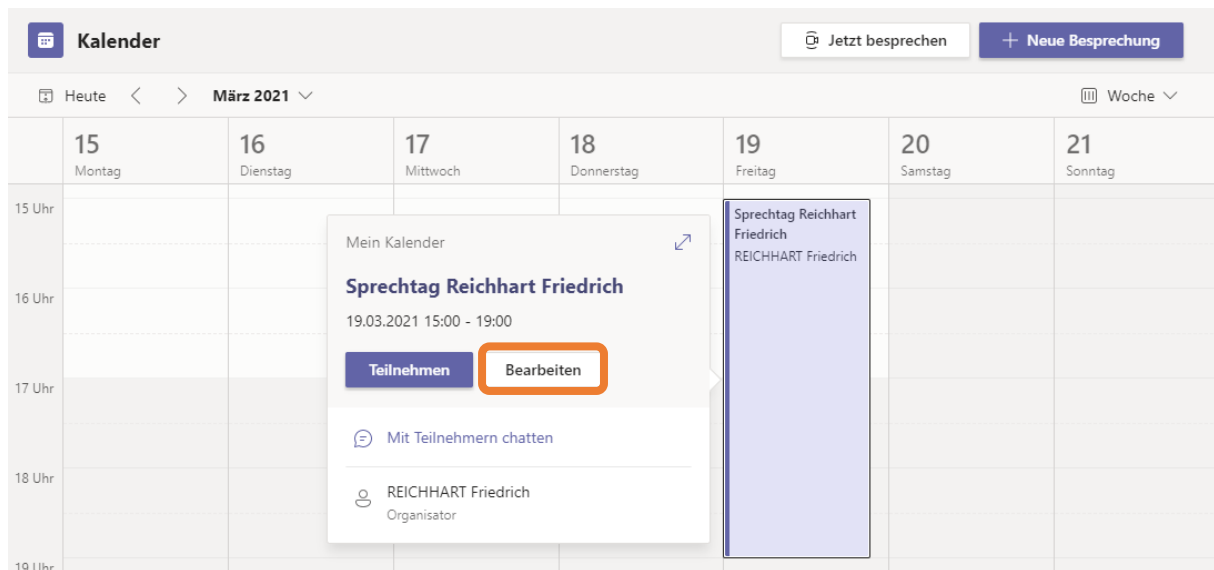 Kalender
Jetzt besprechen
Neue Besprechung
Heute
März 2021
Woche
15
Montag
16
Dienstag
17
Mittwoch
18
Donnerstag
19
Freitag
20
Samstag
21
Sonntag
15 Uhr
16 Uhr
17 Uhr
18 Uhr
19 Uhr
Mein Kalender
Sprechtag Reichhart Friedrich
19.03.2021 15:00 - 19:00
Teilnehmen
Bearbeiten
Mit Teilnehmern chatten
REICHHART Friedrich
Organisator
Sprechtag Reichhart
Friedrich
REICHHART Friedrich